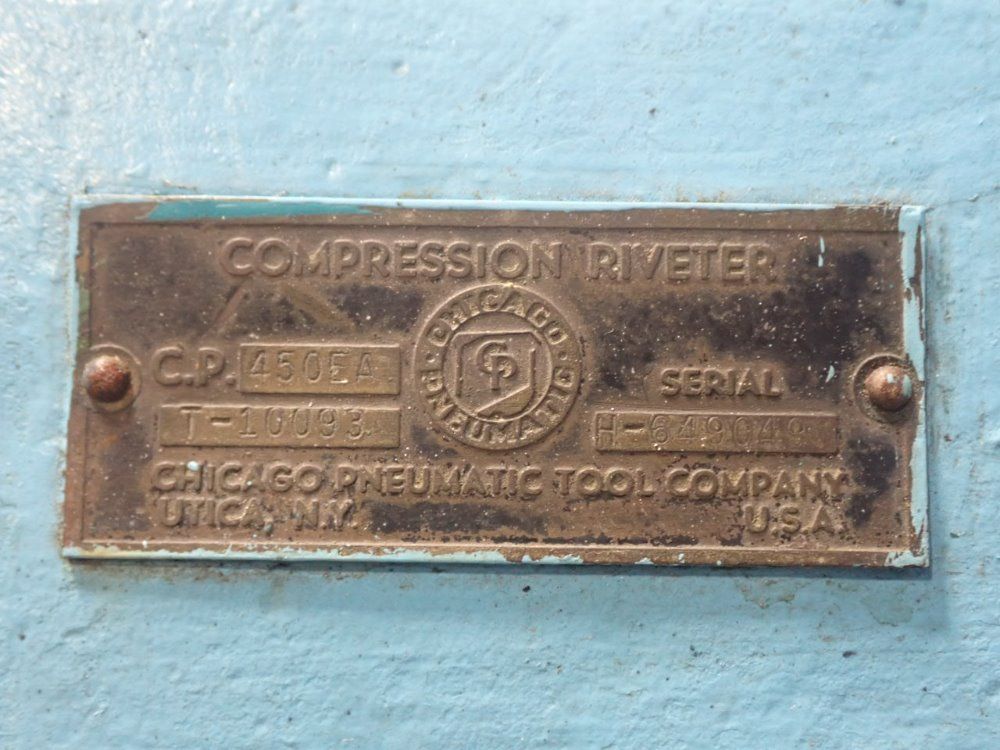 COMPRESSION RIVETER
CHICAGO PNEUMATIC
CP
C.P. 450EA
SERIAL
T-10093
CHICAGO PNEUMATIC TOOL COMPANY
UTICA, N.Y. U.S.A.